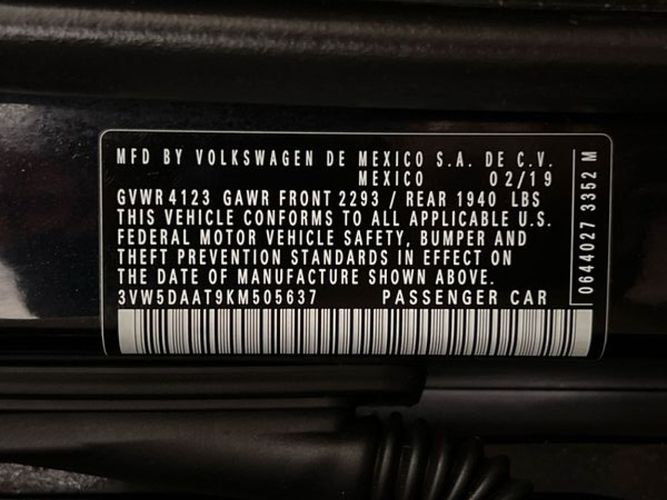 MFD BY VOLKSWAGEN DE MEXICO S.A. DE C.V.
MEXICO 02/19
GVWR 4123 GAWR FRONT 2293 / REAR 1940 LBS
THIS VEHICLE CONFORMS TO ALL APPLICABLE U.S.
FEDERAL MOTOR VEHICLE SAFETY, BUMPER AND
THEFT PREVENTION STANDARDS IN EFFECT ON
THE DATE OF MANUFACTURE SHOWN ABOVE.
3VW5DAAT9KM505637 PASSENGER CAR
0644027 3352 M